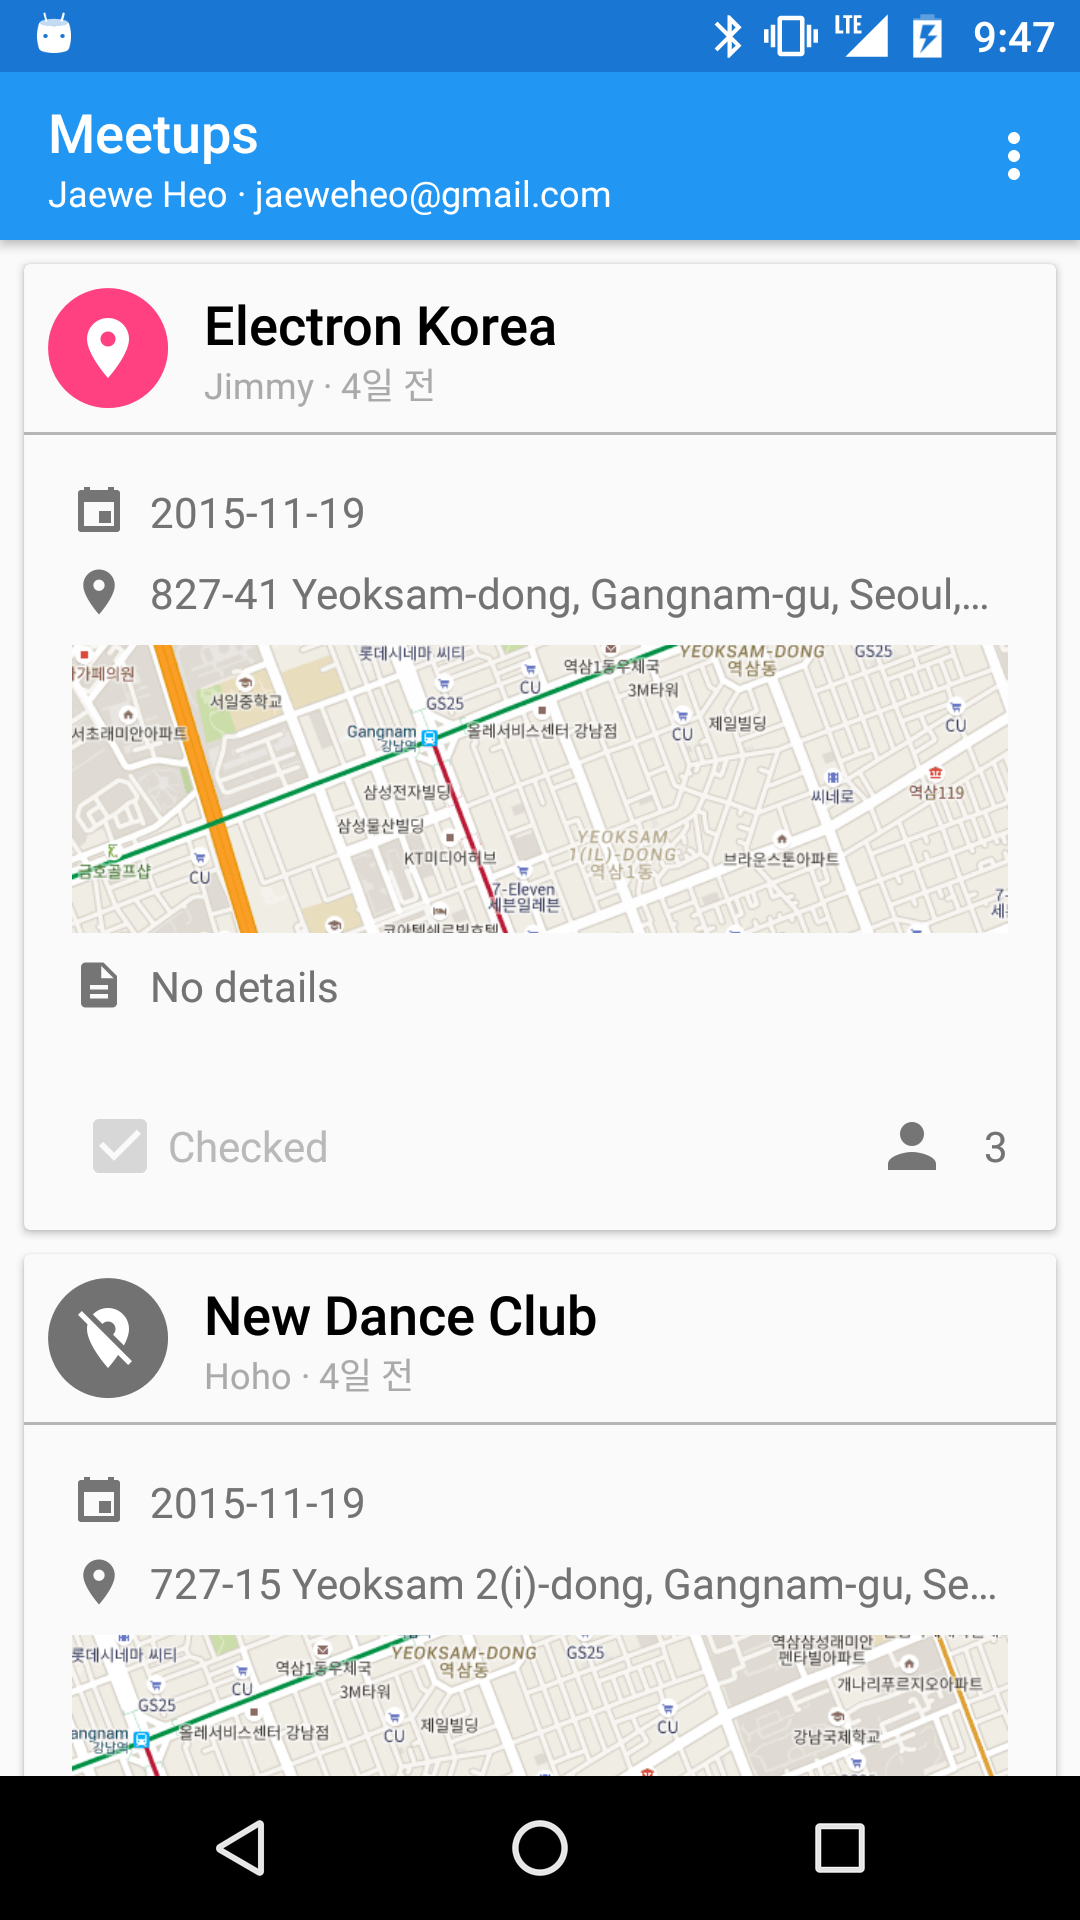 LTE 9:47
Meetups
Jaewe Heo · jaeweheo@gmail.com
Electron Korea
Jimmy · 4일 전
2015-11-19
827-41 Yeoksam-dong, Gangnam-gu, Seoul,...
롯데시네마 씨티
YEOKSAM-DONG
역삼동
GS25
가페의원
역삼1동우체국
CU
3M타워
서일중학교
GS25
서초래미안아파트
Gangnam
강남역
올레서비스센터 강남점
CU
제일빌딩
CU
삼성전자빌딩
씨네로
역삼119
삼성물산빌딩
YEOKSAM
1(IL)-DONG
역삼1동
KT미디어허브
브라운스톤아파트
금호골프샵
CU
7-Eleven
세븐일레븐
7-
No details
Checked
3
New Dance Club
Hoho · 4일 전
2015-11-19
727-15 Yeoksam 2(i)-dong, Gangnam-gu, Se...
롯데시네마 씨티
YEOKSAM-DONG
역삼동
GS25
역삼삼성래미안
펜타빌아파트
역삼1동우체국
CU
3M타워
개나리푸르지오아파트
GS25
angnam
강남역
올레서비스센터 강남점
CU
제일빌딩
CU
강남국제학교